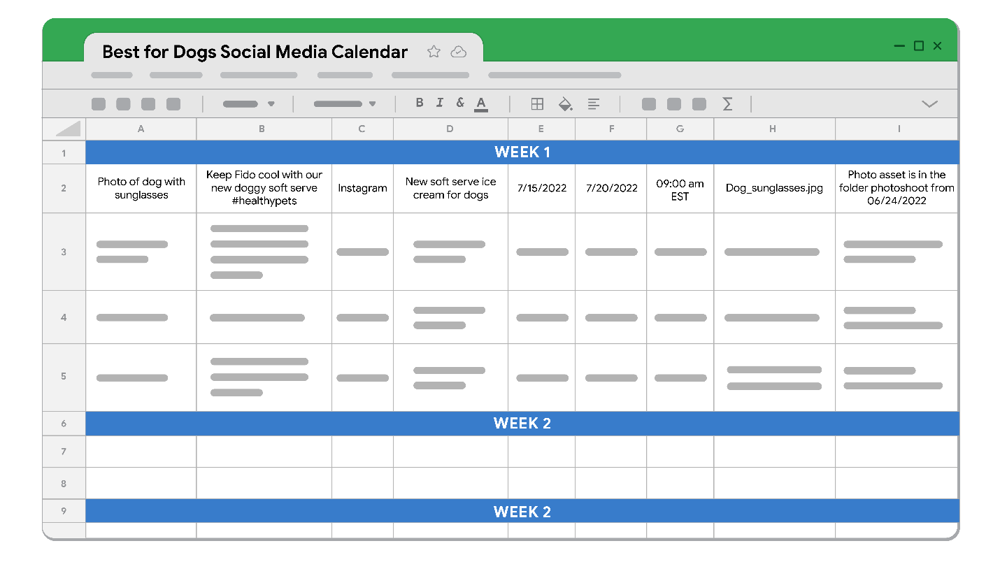 Best for Dogs Social Media Calendar
B I & A Σ
A B C D E F G H I
1 WEEK 1
2
Photo of dog with
sunglasses
Keep Fido cool with our
new doggy soft serve
#healthypets
Instagram
New soft serve ice
cream for dogs
7/15/2022
7/20/2022
09:00 am
EST
Dog_sunglasses.jpg
Photo asset is in the
folder photoshoot from
06/24/2022
3
4
5
6 WEEK 2
7
8
9 WEEK 2